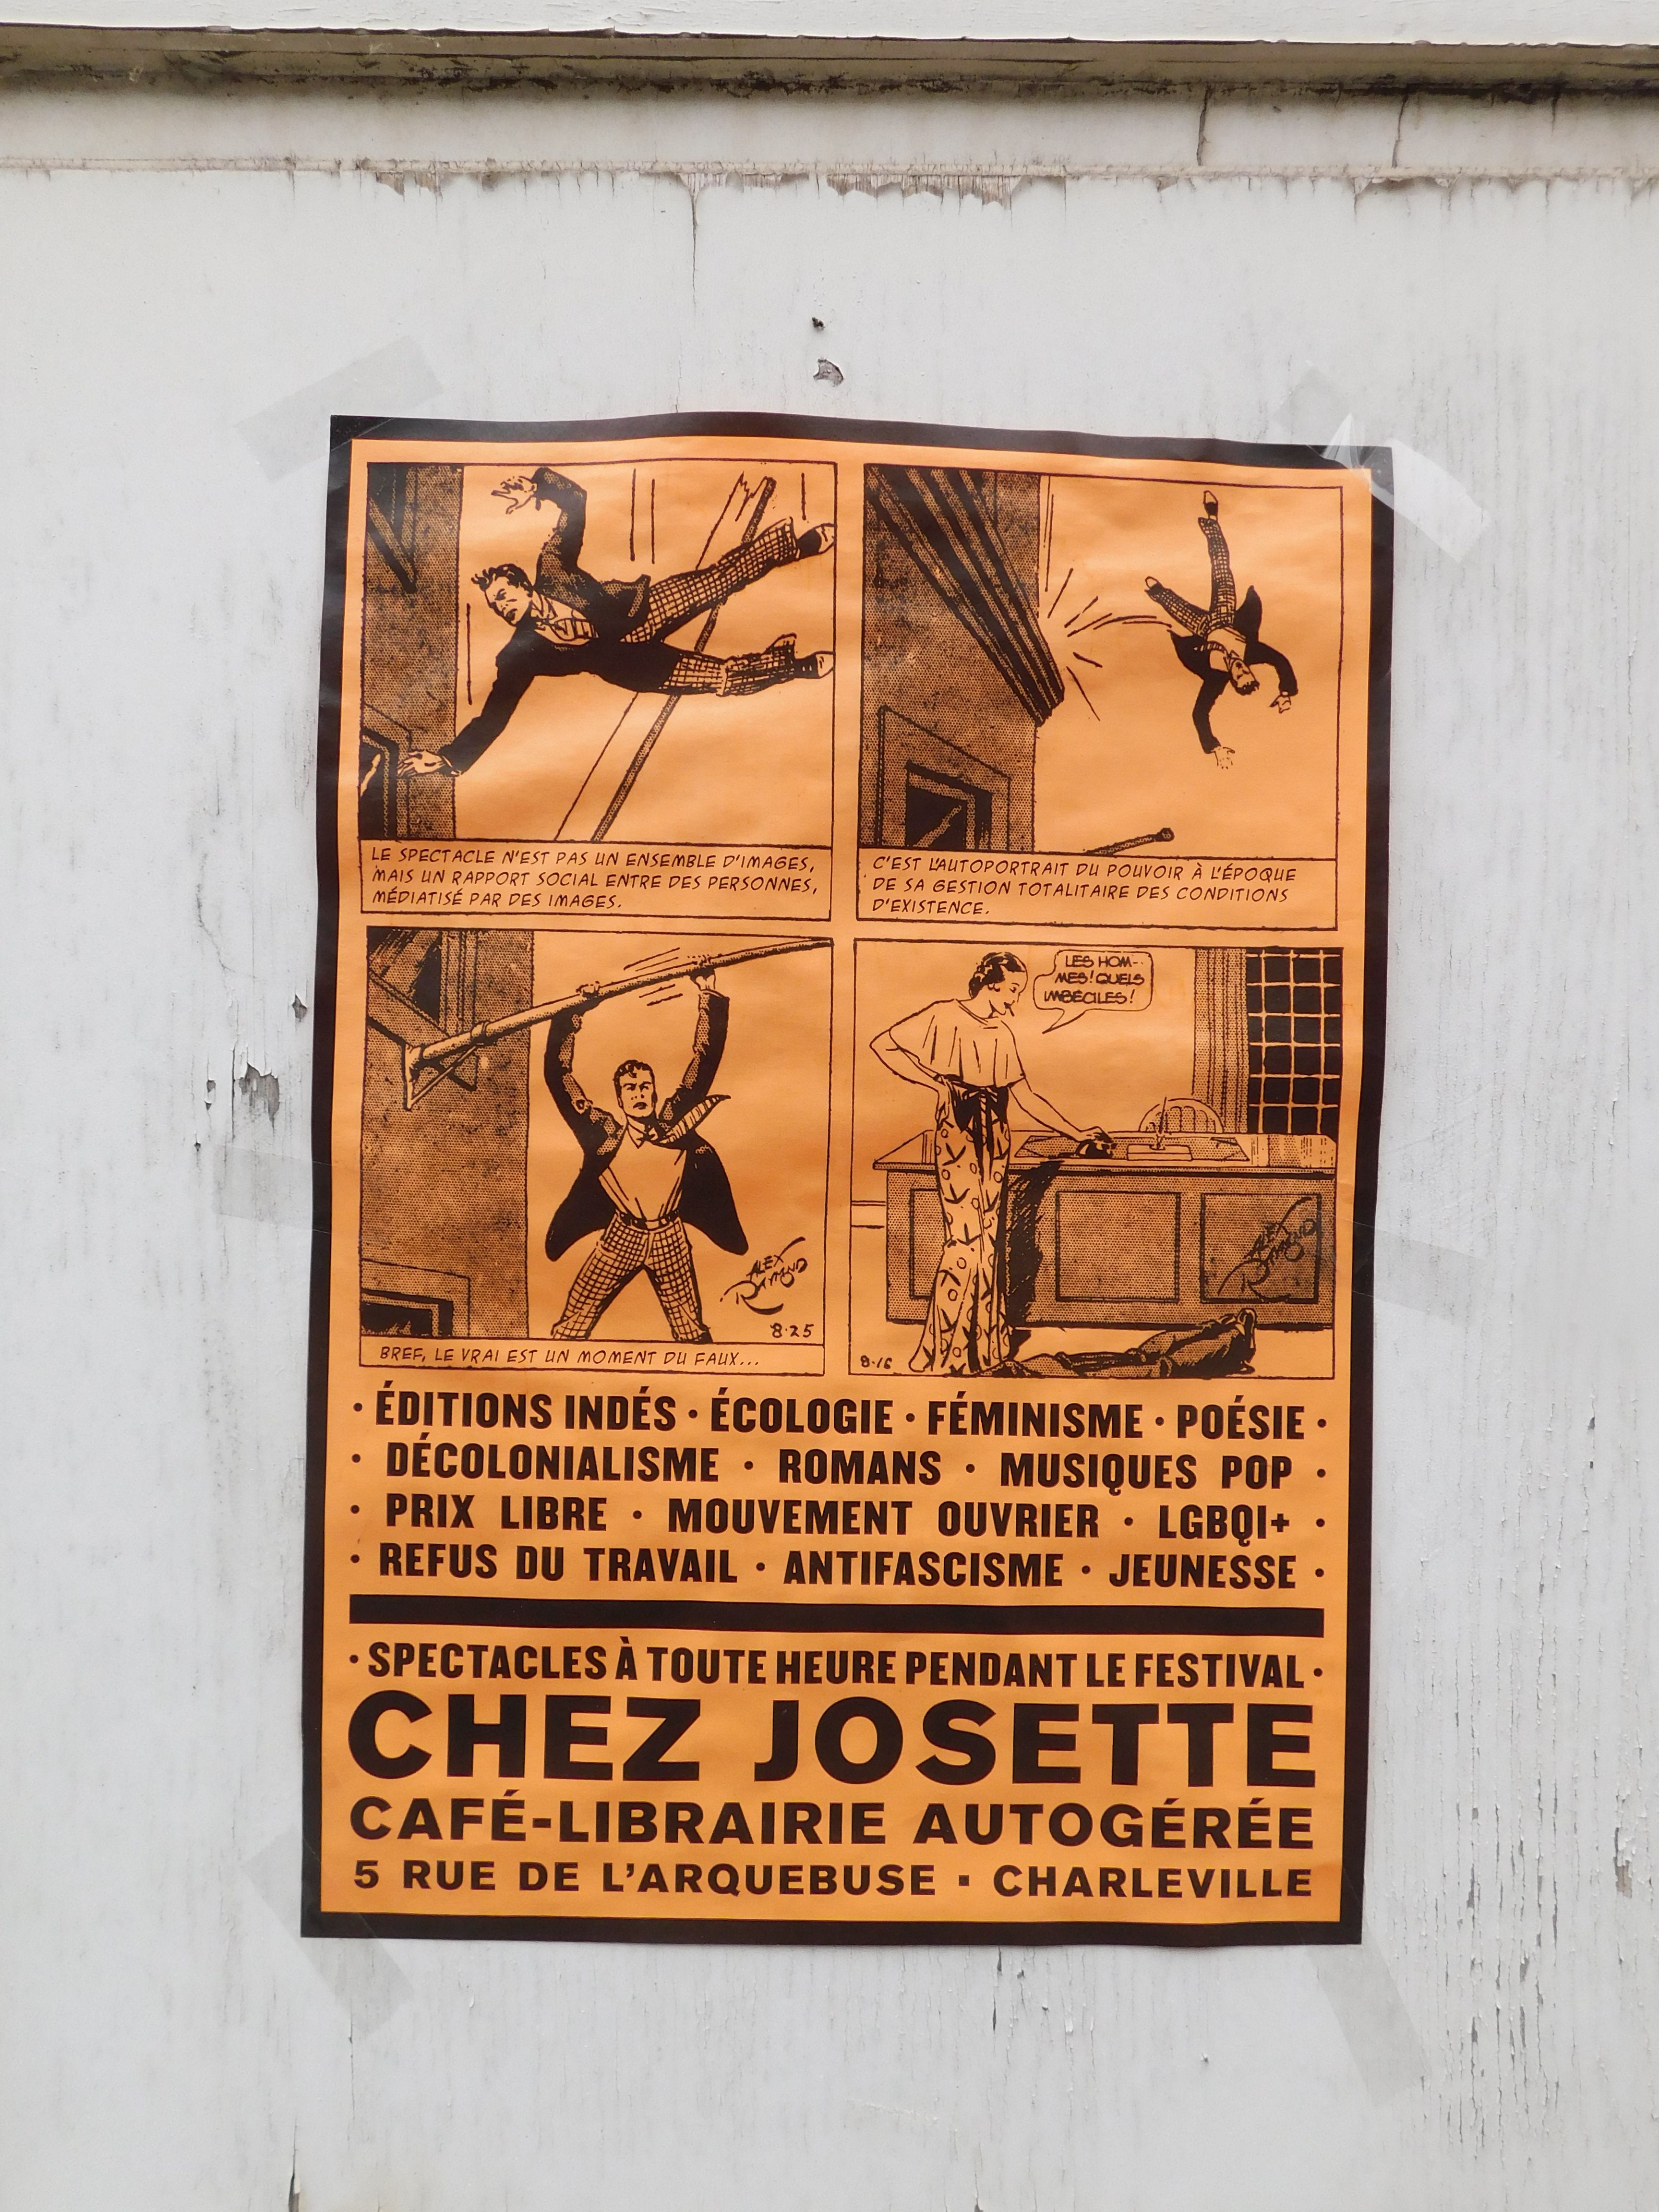 LE SPECTACLE N'EST PAS UN ENSEMBLE D'IMAGES,
MAIS UN RAPPORT SOCIAL ENTRE DES PERSONNES,
MÉDIATISÉ PAR DES IMAGES.
C'EST L'AUTOPORTRAIT DU POUVOIR À L'ÉPOQUE
DE SA GESTION TOTALITAIRE DES CONDITIONS
D'EXISTENCE.
ALEX
RAYMOND
8·25
BREF, LE VRAI EST UN MOMENT DU FAUX...
LES HOM-
MES! QUELS
IMBÉCILES!
ALEX
RAYMOND
8-16
· ÉDITIONS INDÉS · ÉCOLOGIE · FÉMINISME · POÉSIE ·
· DÉCOLONIALISME · ROMANS · MUSIQUES POP ·
· PRIX LIBRE · MOUVEMENT OUVRIER · LGBQI+ ·
· REFUS DU TRAVAIL · ANTIFASCISME · JEUNESSE ·
· SPECTACLES À TOUTE HEURE PENDANT LE FESTIVAL ·
CHEZ JOSETTE
CAFÉ-LIBRAIRIE AUTOGÉRÉE
5 RUE DE L'ARQUEBUSE ▪ CHARLEVILLE